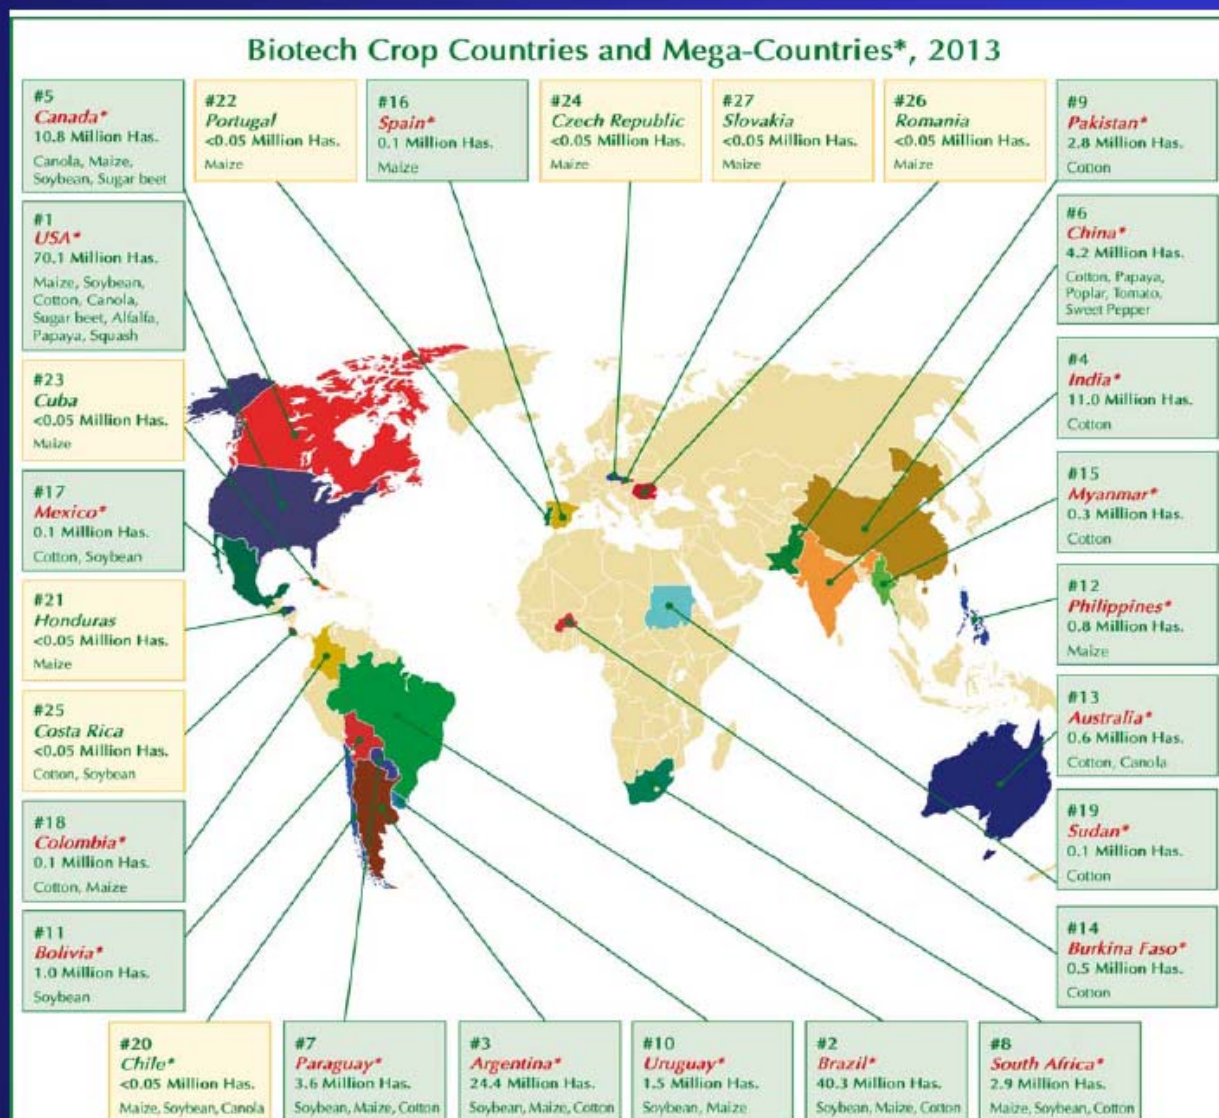 Biotech Crop Countries and Mega-Countries*, 2013
#5
Canada*
10.8 Million Has.
Canola, Maize,
Soybean, Sugar beet
#22
Portugal
<0.05 Million Has.
Maize
#16
Spain*
0.1 Million Has.
Maize
#24
Czech Republic
<0.05 Million Has.
Maize
#27
Slovakia
<0.05 Million Has.
Maize
#26
Romania
<0.05 Million Has.
Maize
#9
Pakistan*
2.8 Million Has.
Cotton
#1
USA*
70.1 Million Has.
Maize, Soybean,
Cotton, Canola,
Sugar beet, Alfalfa,
Papaya, Squash
#6
China*
4.2 Million Has.
Cotton, Papaya,
Poplar, Tomato,
Sweet Pepper
#23
Cuba
<0.05 Million Has.
Maize
#4
India*
11.0 Million Has.
Cotton
#17
Mexico*
0.1 Million Has.
Cotton, Soybean
#15
Myanmar*
0.3 Million Has.
Cotton
#21
Honduras
<0.05 Million Has.
Maize
#12
Philippines*
0.8 Million Has.
Maize
#25
Costa Rica
<0.05 Million Has.
Cotton, Soybean
#13
Australia*
0.6 Million Has.
Cotton, Canola
#18
Colombia*
0.1 Million Has.
Cotton, Maize
#19
Sudan*
0.1 Million Has.
Cotton
#11
Bolivia*
1.0 Million Has.
Soybean
#14
Burkina Faso*
0.5 Million Has.
Cotton
#20
Chile*
<0.05 Million Has.
Maize, Soybean, Canola
#7
Paraguay*
3.6 Million Has.
Soybean, Maize, Cotton
#3
Argentina*
24.4 Million Has.
Soybean, Maize, Cotton
#10
Uruguay*
1.5 Million Has.
Soybean, Maize
#2
Brazil*
40.3 Million Has.
Soybean, Maize, Cotton
#8
South Africa*
2.9 Million Has.
Maize, Soybean, Cotton